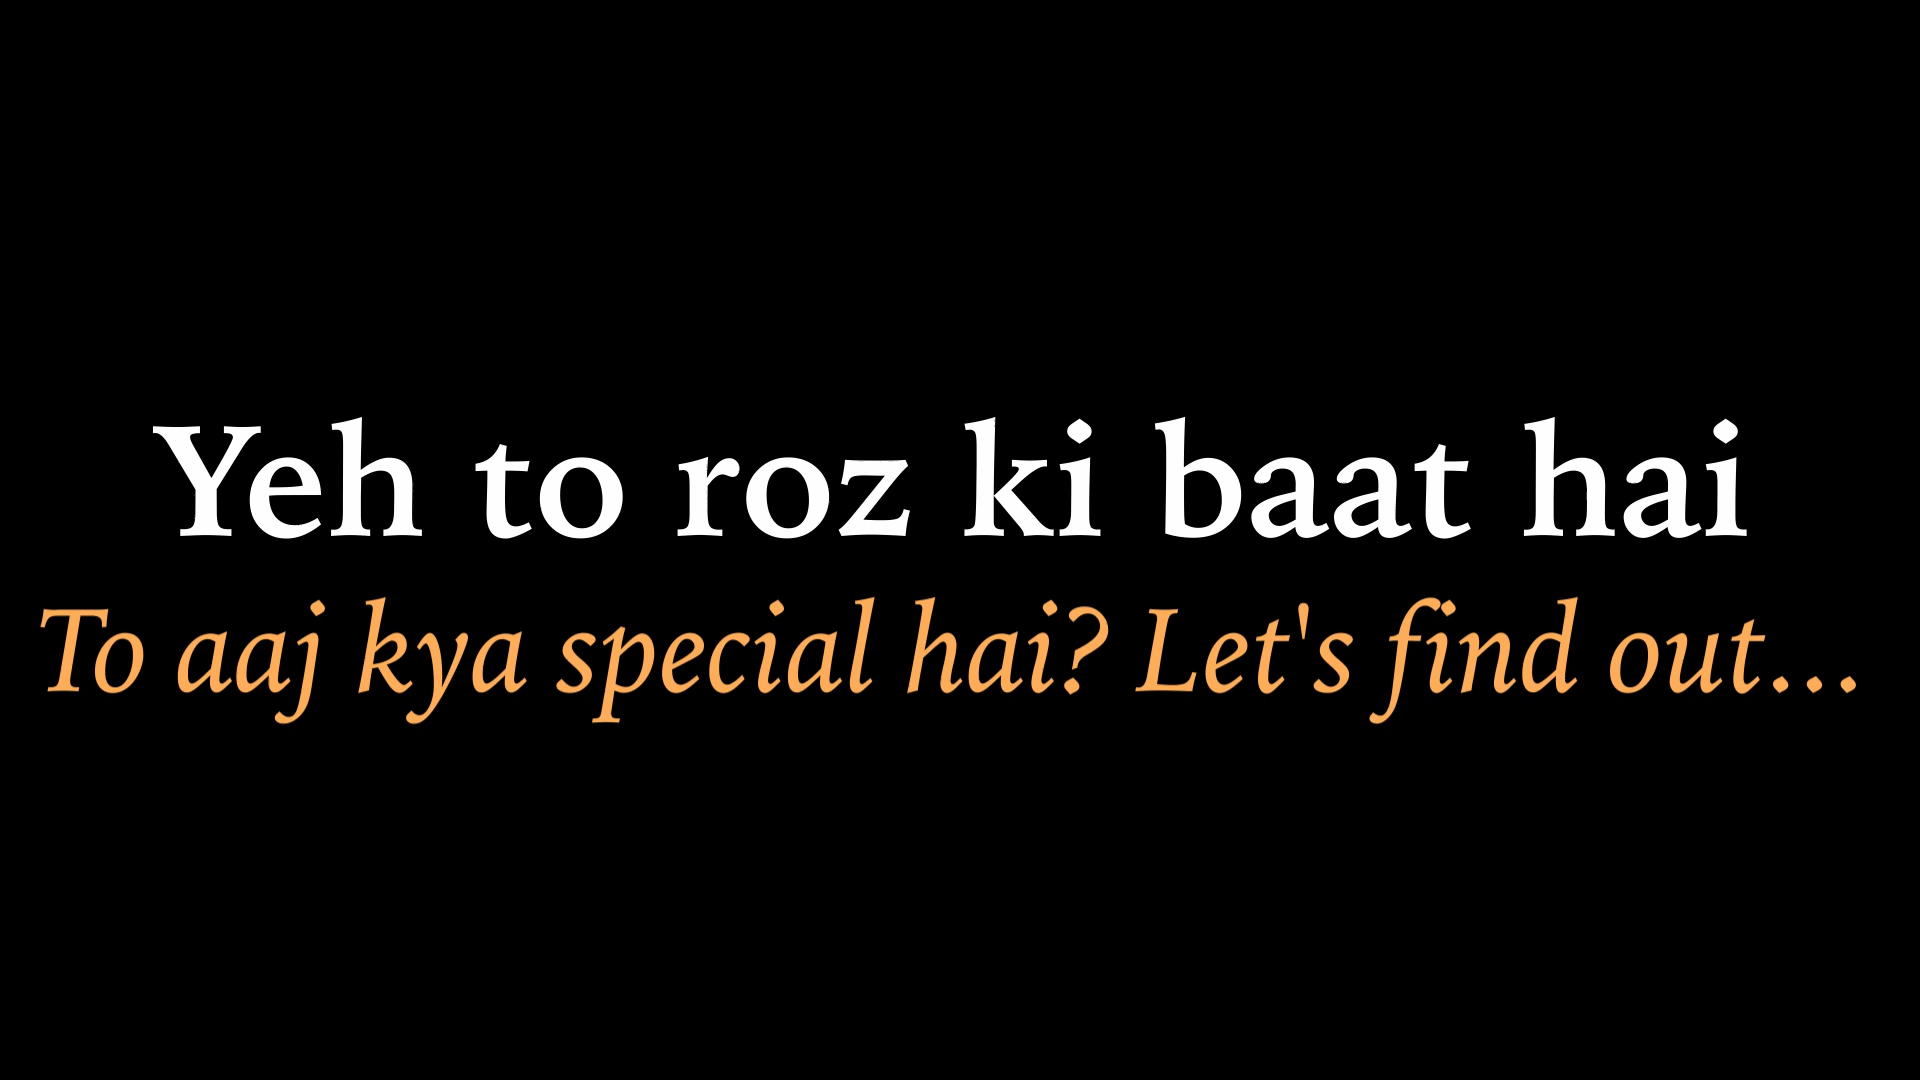 Yeh to roz ki baat hai
To aaj kya special hai? Let's find out...